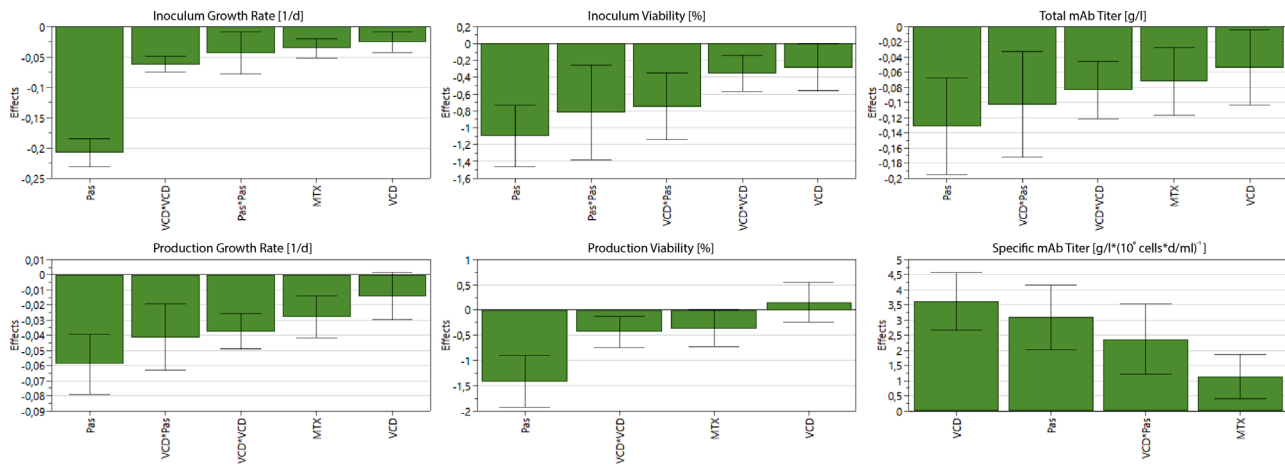 Inoculum Growth Rate [1/d]
Effects
0
-0,05
-0,1
-0,15
-0,2
-0,25
Pas
VCD*VCD
Pas*Pas
MTX
VCD
Inoculum Viability [%]
Effects
0,2
0
-0,2
-0,4
-0,6
-0,8
-1
-1,2
-1,4
-1,6
Pas
Pas*Pas
VCD*Pas
VCD*VCD
VCD
Total mAb Titer [g/l]
Effects
0
-0,02
-0,04
-0,06
-0,08
-0,1
-0,12
-0,14
-0,16
-0,18
-0,2
Pas
VCD*Pas
VCD*VCD
MTX
VCD
Production Growth Rate [1/d]
Effects
0,01
0
-0,01
-0,02
-0,03
-0,04
-0,05
-0,06
-0,07
-0,08
-0,09
Pas
VCD*Pas
VCD*VCD
MTX
VCD
Production Viability [%]
Effects
1
0,5
0
-0,5
-1
-1,5
-2
Pas
VCD*VCD
MTX
VCD
Specific mAb Titer [g/l*(10⁶ cells*d/ml)⁻¹]
Effects
5
4,5
4
3,5
3
2,5
2
1,5
1
0,5
0
VCD
Pas
VCD*Pas
MTX